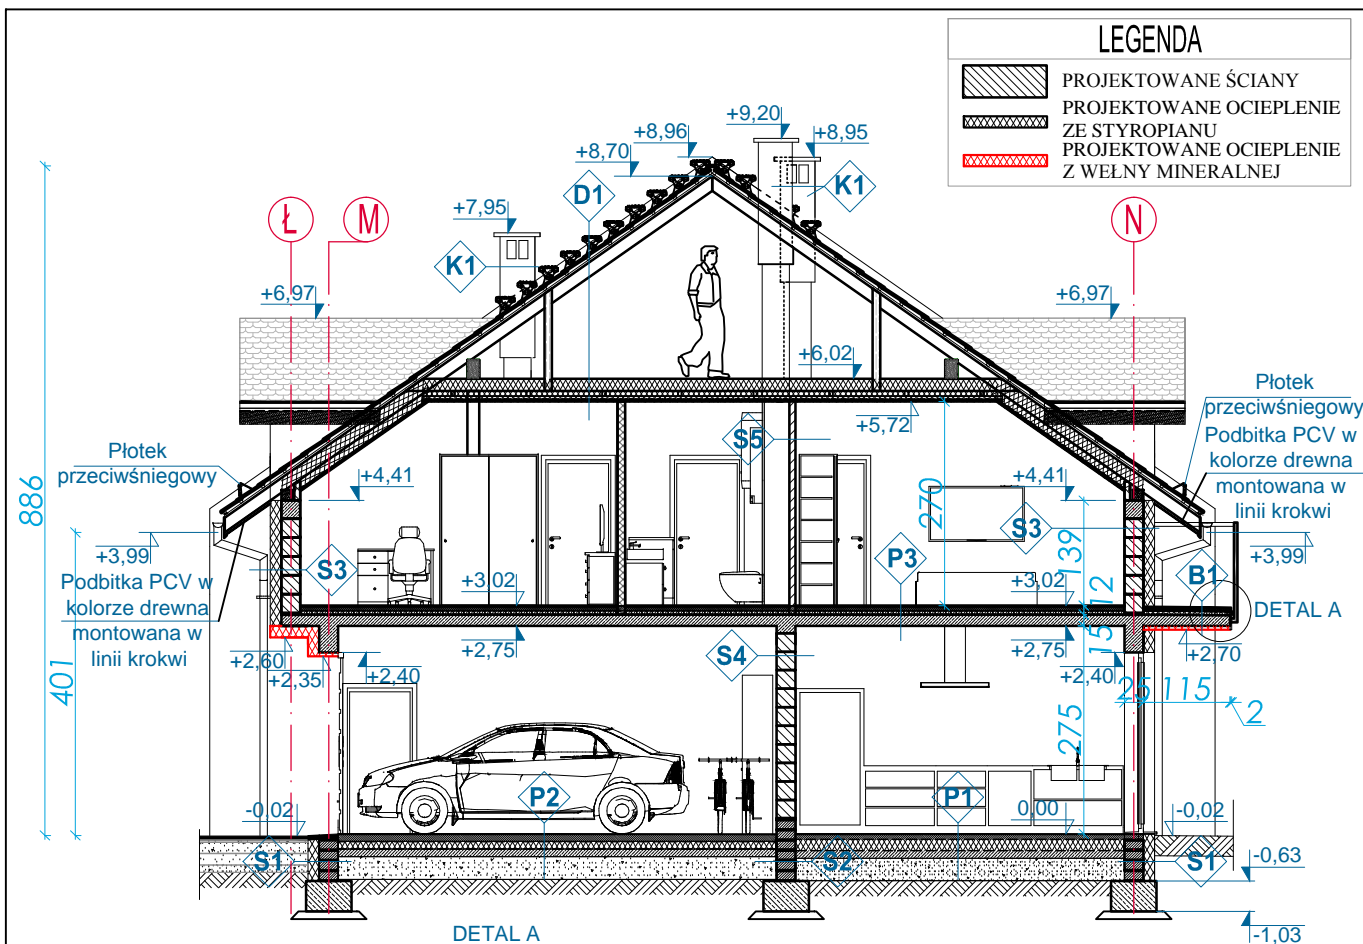 LEGENDA
PROJEKTOWANE ŚCIANY
PROJEKTOWANE OCIEPLENIE
ZE STYROPIANU
PROJEKTOWANE OCIEPLENIE
Z WEŁNY MINERALNEJ
+9,20
+8,96
+8,95
+8,70
D1
K1
Ł
M
+7,95
N
K1
+6,97
+6,97
+6,02
Płotek
przeciwśniegowy
Podbitka PCV w
kolorze drewna
montowana w
linii krokwi
+5,72
S5
Płotek
przeciwśniegowy
+4,41
+4,41
886
270
S3
139
+3,99
+3,99
Podbitka PCV w
kolorze drewna
montowana w
linii krokwi
S3
P3
B1
+3,02
+3,02
12
DETAL A
15
+2,60
+2,75
S4
+2,75
+2,70
+2,35
+2,40
+2,40
401
25
115
2
275
P2
P1
-0,02
0,00
-0,02
S1
S2
S1
-0,63
DETAL A
-1,03